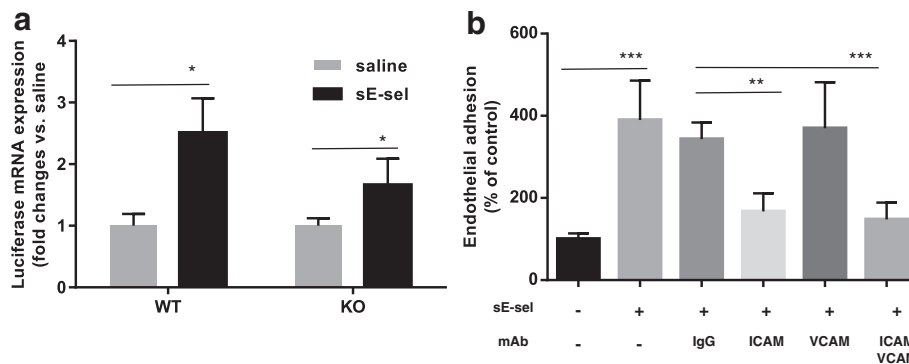 a
Luciferase mRNA expression
(fold changes vs. saline)
4
3
2
1
0
*
*
saline
sE-sel
WT
KO
b
Endothelial adhesion
(% of control)
600
400
200
0
***
***
**
sE-sel - + + + + +
mAb - - IgG ICAM VCAM ICAM
VCAM